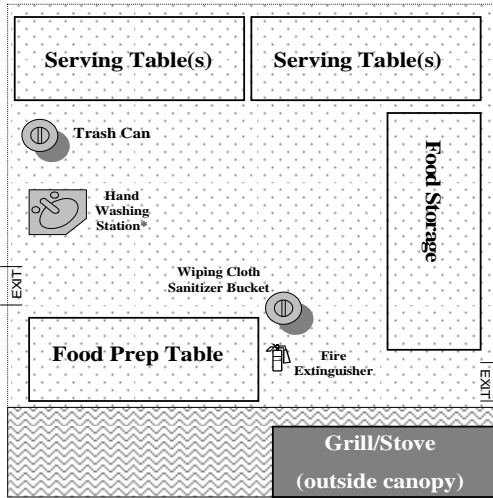 Serving Table(s)
Serving Table(s)
Trash Can
Food Storage
Hand
Washing
Station*
EXIT
Wiping Cloth
Sanitizer Bucket
Food Prep Table
Fire
Extinguisher
EXIT
Grill/Stove
(outside canopy)